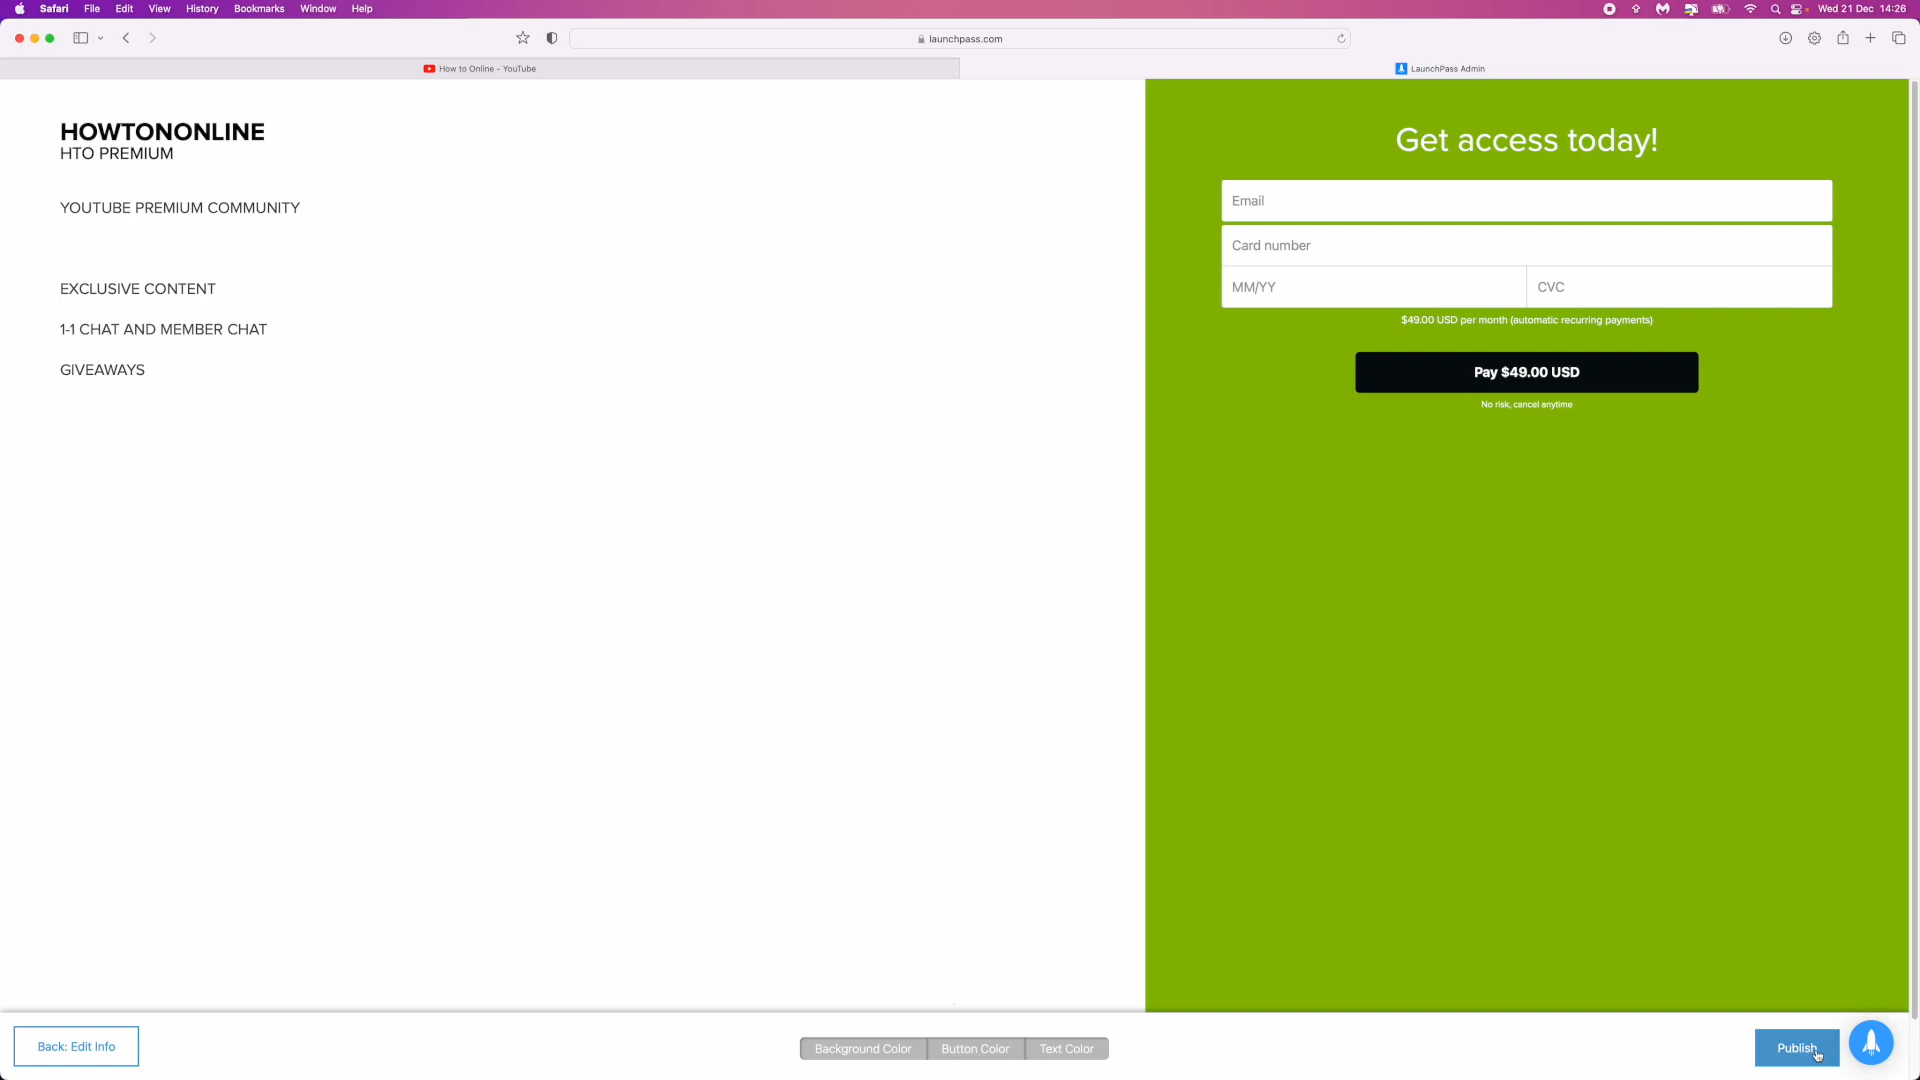 Safari File Edit View History Bookmarks Window Help
Wed 21 Dec 14:26
launchpass.com
How to Online - YouTube
LaunchPass Admin
HOWTONONLINE
HTO PREMIUM
YOUTUBE PREMIUM COMMUNITY
EXCLUSIVE CONTENT
1-1 CHAT AND MEMBER CHAT
GIVEAWAYS
Get access today!
Email
Card number
MM/YY
CVC
$49.00 USD per month (automatic recurring payments)
Pay $49.00 USD
No risk, cancel anytime
Back: Edit Info
Background Color
Button Color
Text Color
Publish